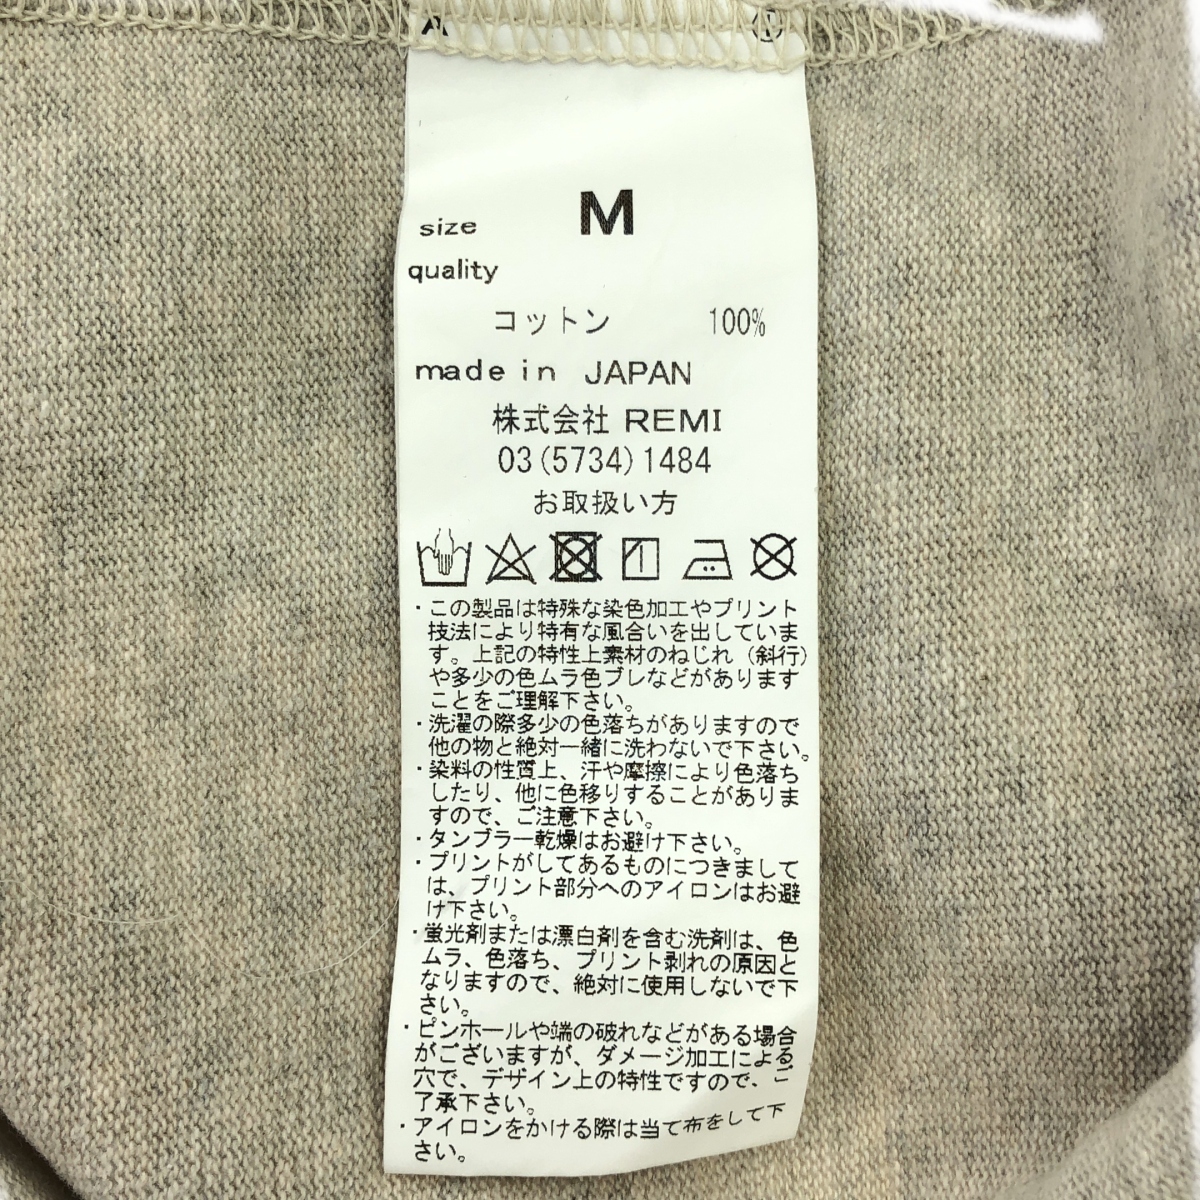 size M
quality
コットン 100%
made in JAPAN
株式会社 REMI
03(5734)1484
お取扱い方
・この製品は特殊な染色加工やプリント
技法により特有な風合いを出していま
す。上記の特性上素材のねじれ（斜行）
や多少の色ムラ色ブレなどがあります
ことをご理解下さい。
・洗濯の際多少の色落ちがありますので
他の物と絶対一緒に洗わないで下さい。
・染料の性質上、汗や摩擦により色落ち
したり、他に色移りすることがありま
すので、ご注意下さい。
・タンブラー乾燥はお避け下さい。
・プリントがしてあるものにつきまして
は、プリント部分へのアイロンはお避
け下さい。
・蛍光剤または漂白剤を含む洗剤は、色
ムラ、色落ち、プリント剥れの原因と
なりますので、絶対に使用しないで下
さい。
・ピンホールや端の破れなどがある場合
がございますが、ダメージ加工による
穴で、デザイン上の特性ですので、ご
了承下さい。
・アイロンをかける際は当て布をして下
さい。